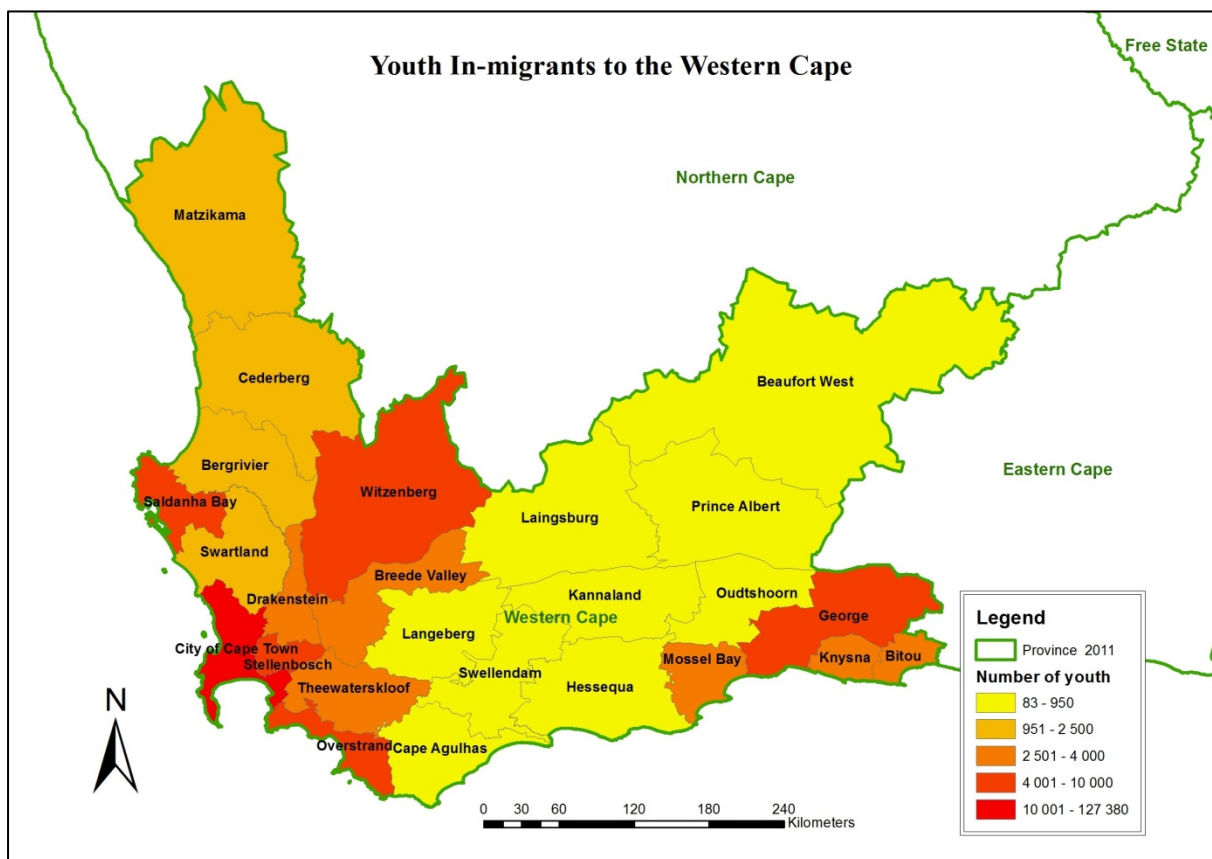 Youth In-migrants to the Western Cape
Free State
Northern Cape
Matzikama
Cederberg
Beaufort West
Bergrivier
Eastern Cape
Witzenberg
Saldanha Bay
Prince Albert
Laingsburg
Swartland
Breede Valley
Kannaland
Oudtshoorn
Drakenstein
George
Western Cape
Langeberg
City of Cape Town
Stellenbosch
Mossel Bay
Knysna
Bitou
Swellendam
Theewaterskloof
Hessequa
Overstrand
Cape Agulhas
N
0 30 60 120 180 240
Kilometers
Legend
Province 2011
Number of youth
83 - 950
951 - 2 500
2 501 - 4 000
4 001 - 10 000
10 001 - 127 380